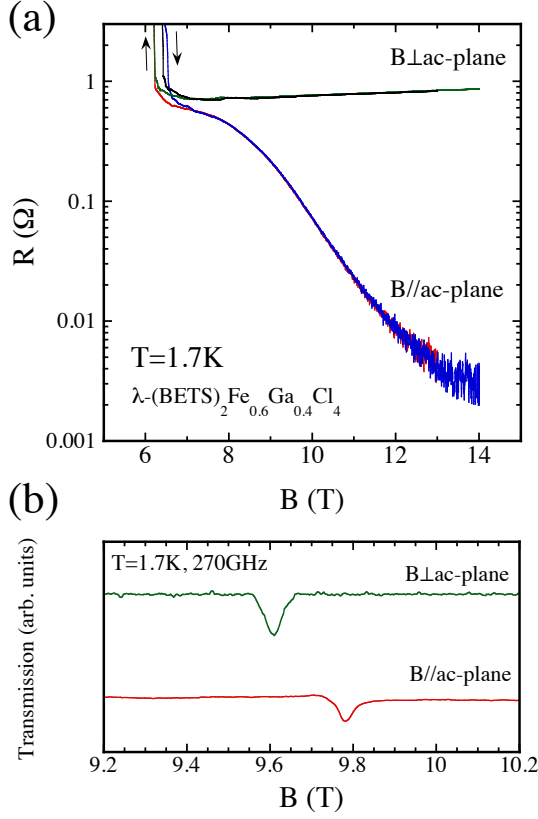 (a)
B⊥ac-plane
1
0.1
R (Ω)
B//ac-plane
0.01
T=1.7K
λ-(BETS)₂Fe₀.₆Ga₀.₄Cl₄
0.001
6 8 10 12 14
B (T)
(b)
T=1.7K, 270GHz
B⊥ac-plane
Transmission (arb. units)
B//ac-plane
9.2 9.4 9.6 9.8 10 10.2
B (T)